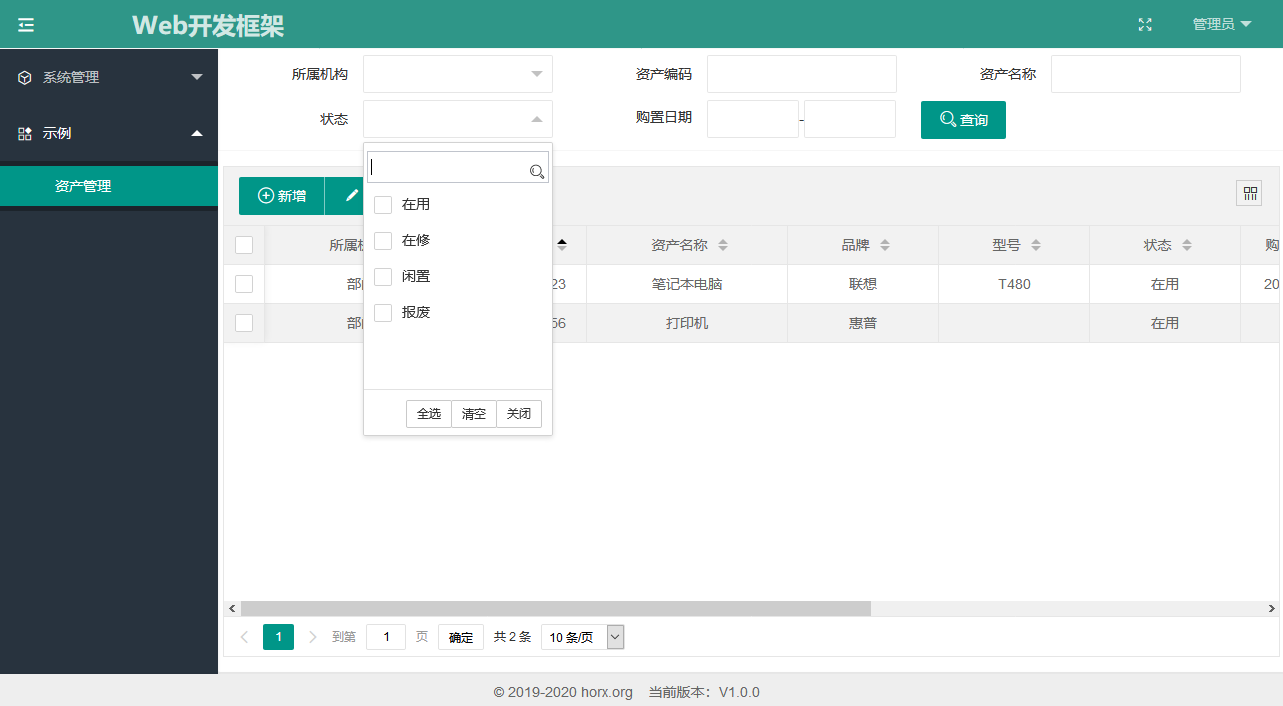 Web开发框架
管理员
系统管理
示例
资产管理
所属机构
资产编码
资产名称
状态
购置日期
-
查询
在用
在修
闲置
报废
全选
清空
关闭
新增
所属
资产名称
品牌
型号
状态
购
23
笔记本电脑
联想
T480
在用
20
56
打印机
惠普
在用
1
到第
1
页
确定
共 2 条
10 条/页
© 2019-2020 horx.org 当前版本：V1.0.0